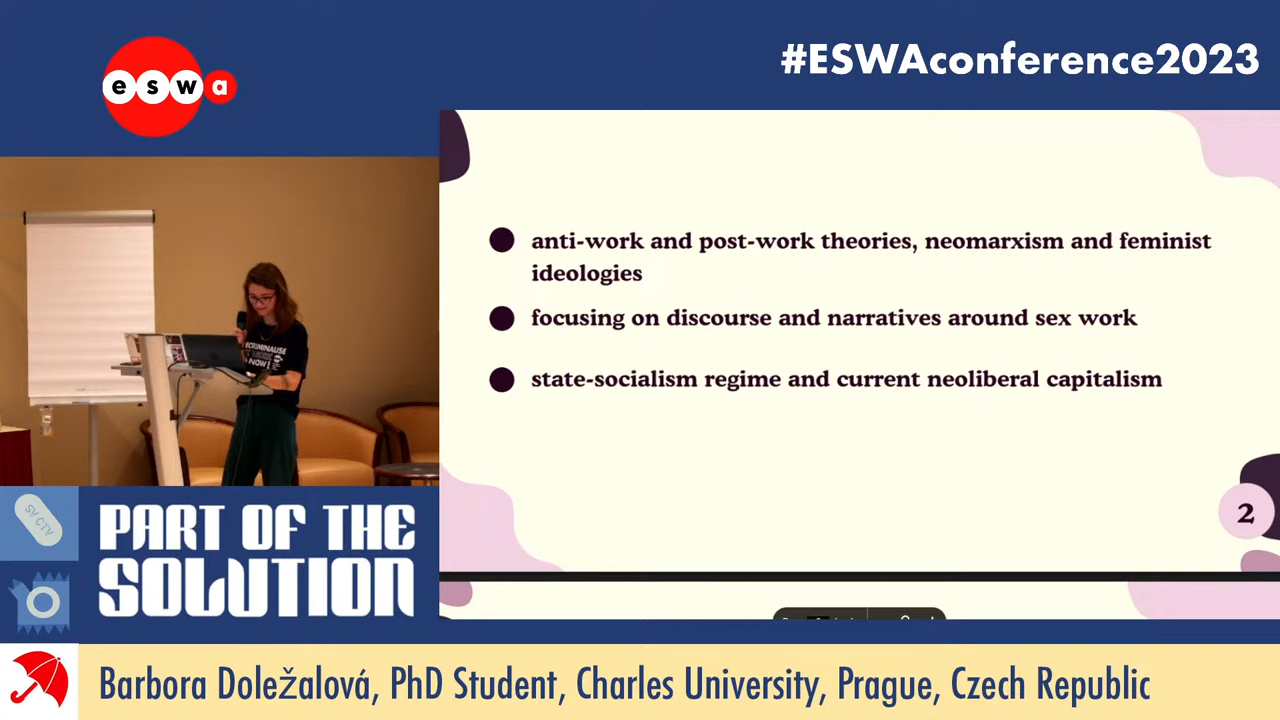 eswa
#ESWAconference2023
anti-work and post-work theories, neomarxism and feminist
ideologies
focusing on discourse and narratives around sex work
state-socialism regime and current neoliberal capitalism
2
NOW!
PART OF THE
SOLUTION
Barbora Doležalová, PhD Student, Charles University, Prague, Czech Republic